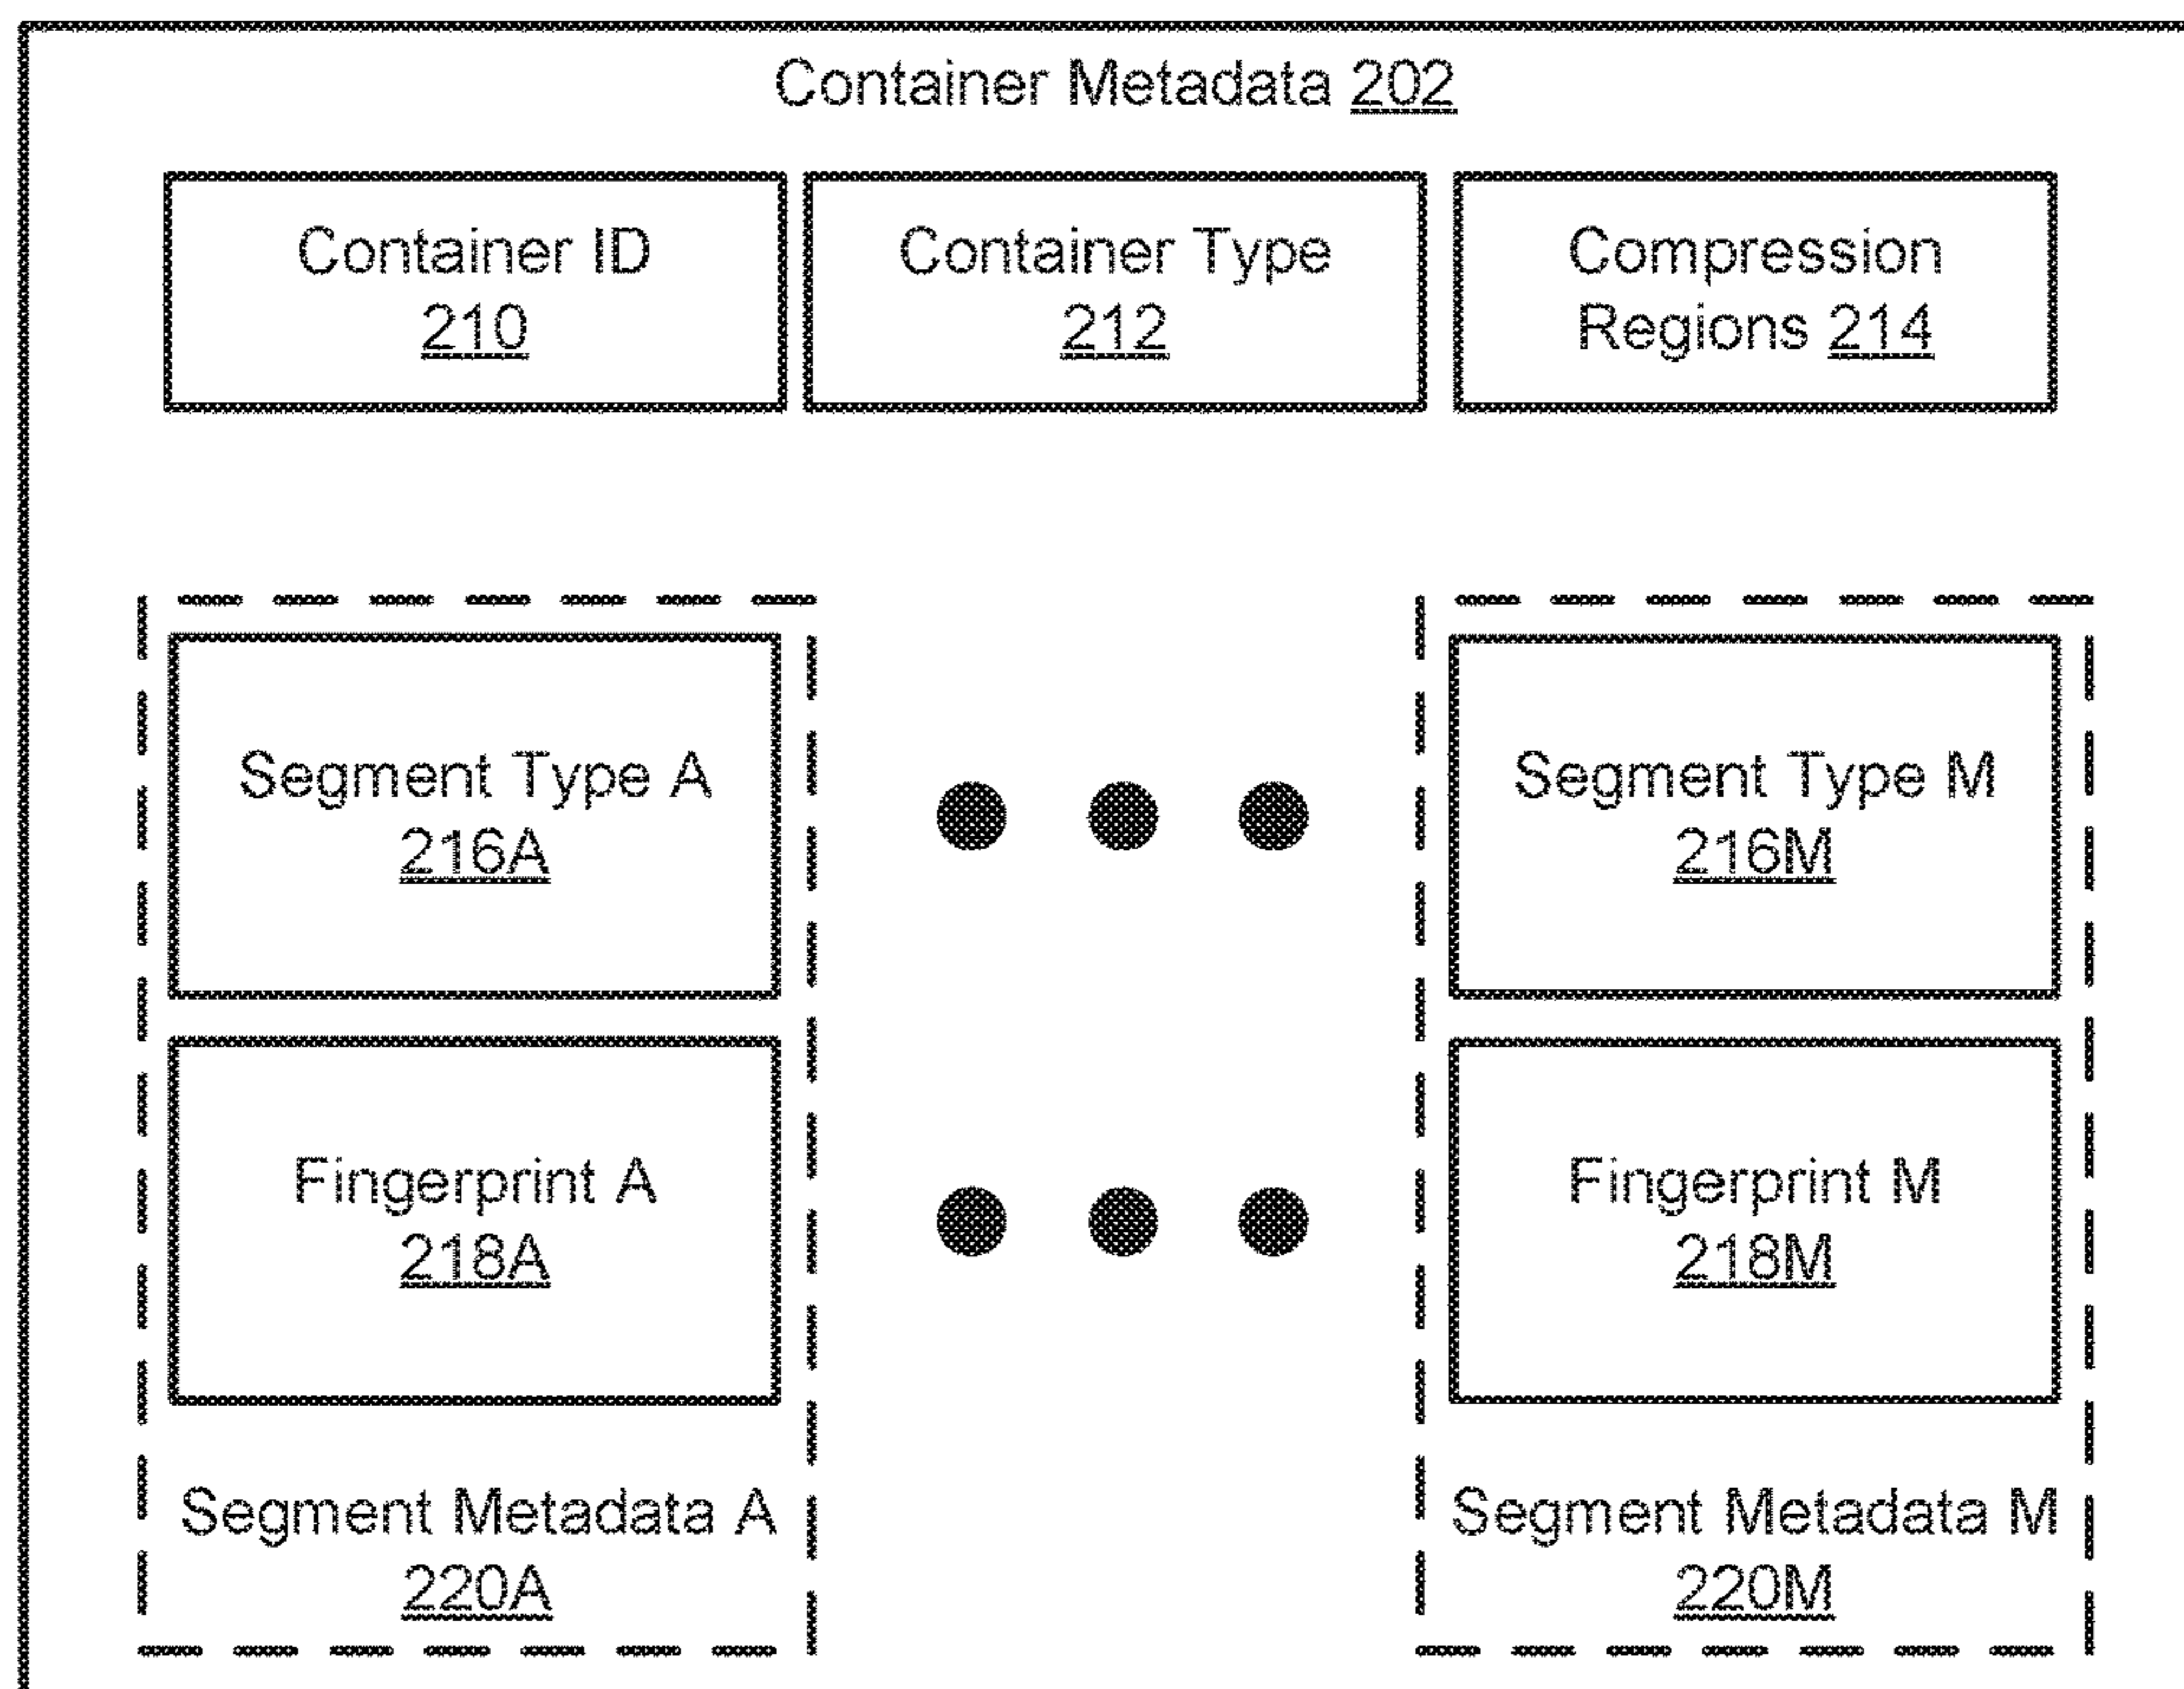 Container Metadata 202
Container ID
210
Container Type
212
Compression
Regions 214
Segment Type A
216A
Segment Type M
216M
Fingerprint A
218A
Fingerprint M
218M
Segment Metadata A
220A
Segment Metadata M
220M